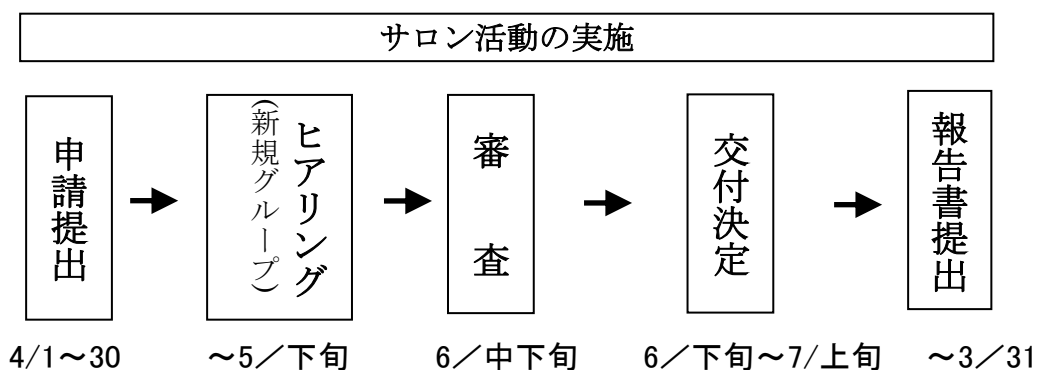 サロン活動の実施
申請提出
ヒアリング
(新規グループ)
審査
交付決定
報告書提出
4/1~30
~5/下旬
6/中下旬
6/下旬~7/上旬
~3/31